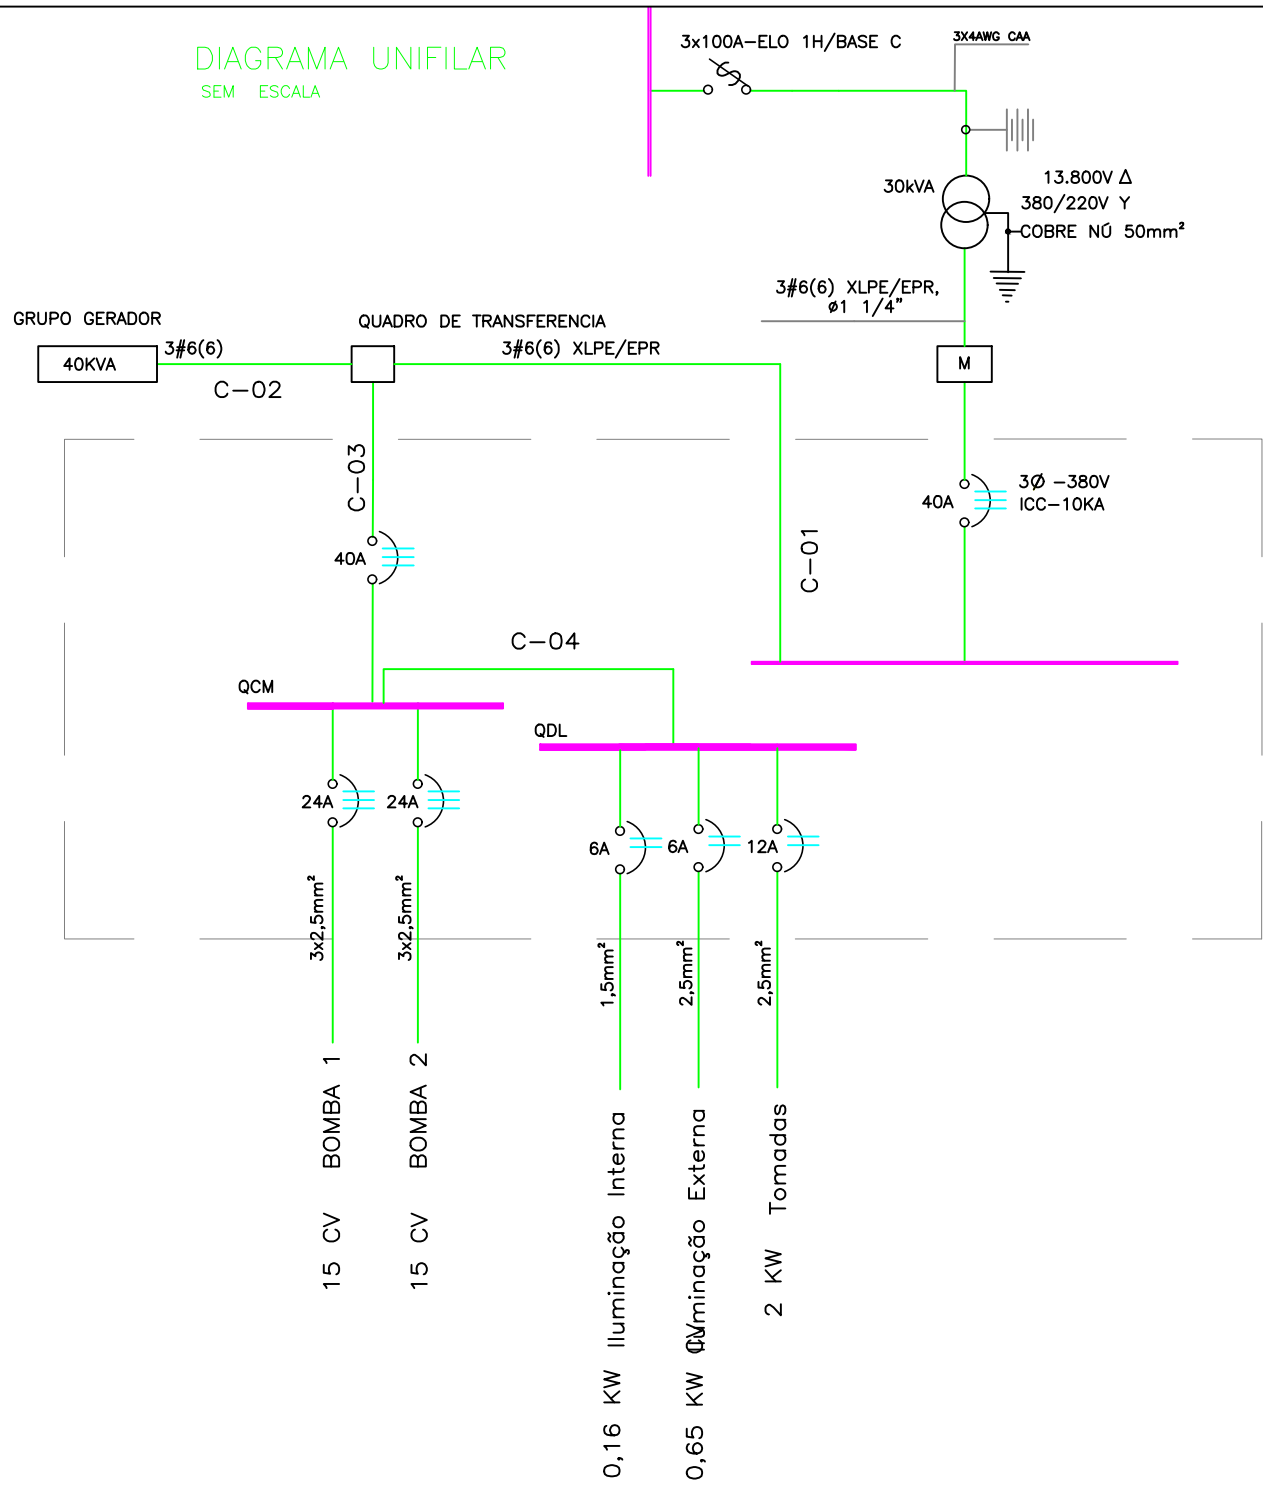 DIAGRAMA UNIFILAR
SEM ESCALA
3x100A-ELO 1H/BASE C
3X4AWG CAA
30kVA
13.800V Δ
380/220V Y
COBRE NÚ 50mm²
3#6(6) XLPE/EPR,
ø1 1/4"
GRUPO GERADOR
40KVA
3#6(6)
C-02
QUADRO DE TRANSFERENCIA
3#6(6) XLPE/EPR
M
C-03
40A
C-01
40A
3Ø -380V
ICC-10KA
C-04
QCM
QDL
24A
24A
6A
6A
12A
3x2,5mm²
3x2,5mm²
1,5mm²
2,5mm²
2,5mm²
15 CV BOMBA 1
15 CV BOMBA 2
0,16 KW Iluminação Interna
0,65 KW Iluminação Externa
CV
2 KW Tomadas